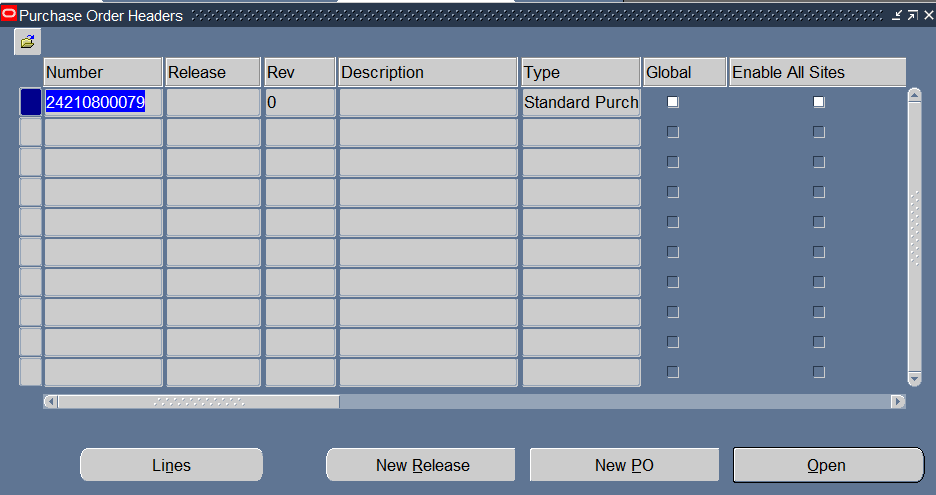 Purchase Order Headers
Number Release Rev Description Type Global Enable All Sites
24210800079 0 Standard Purch
Lines New Release New PO Open